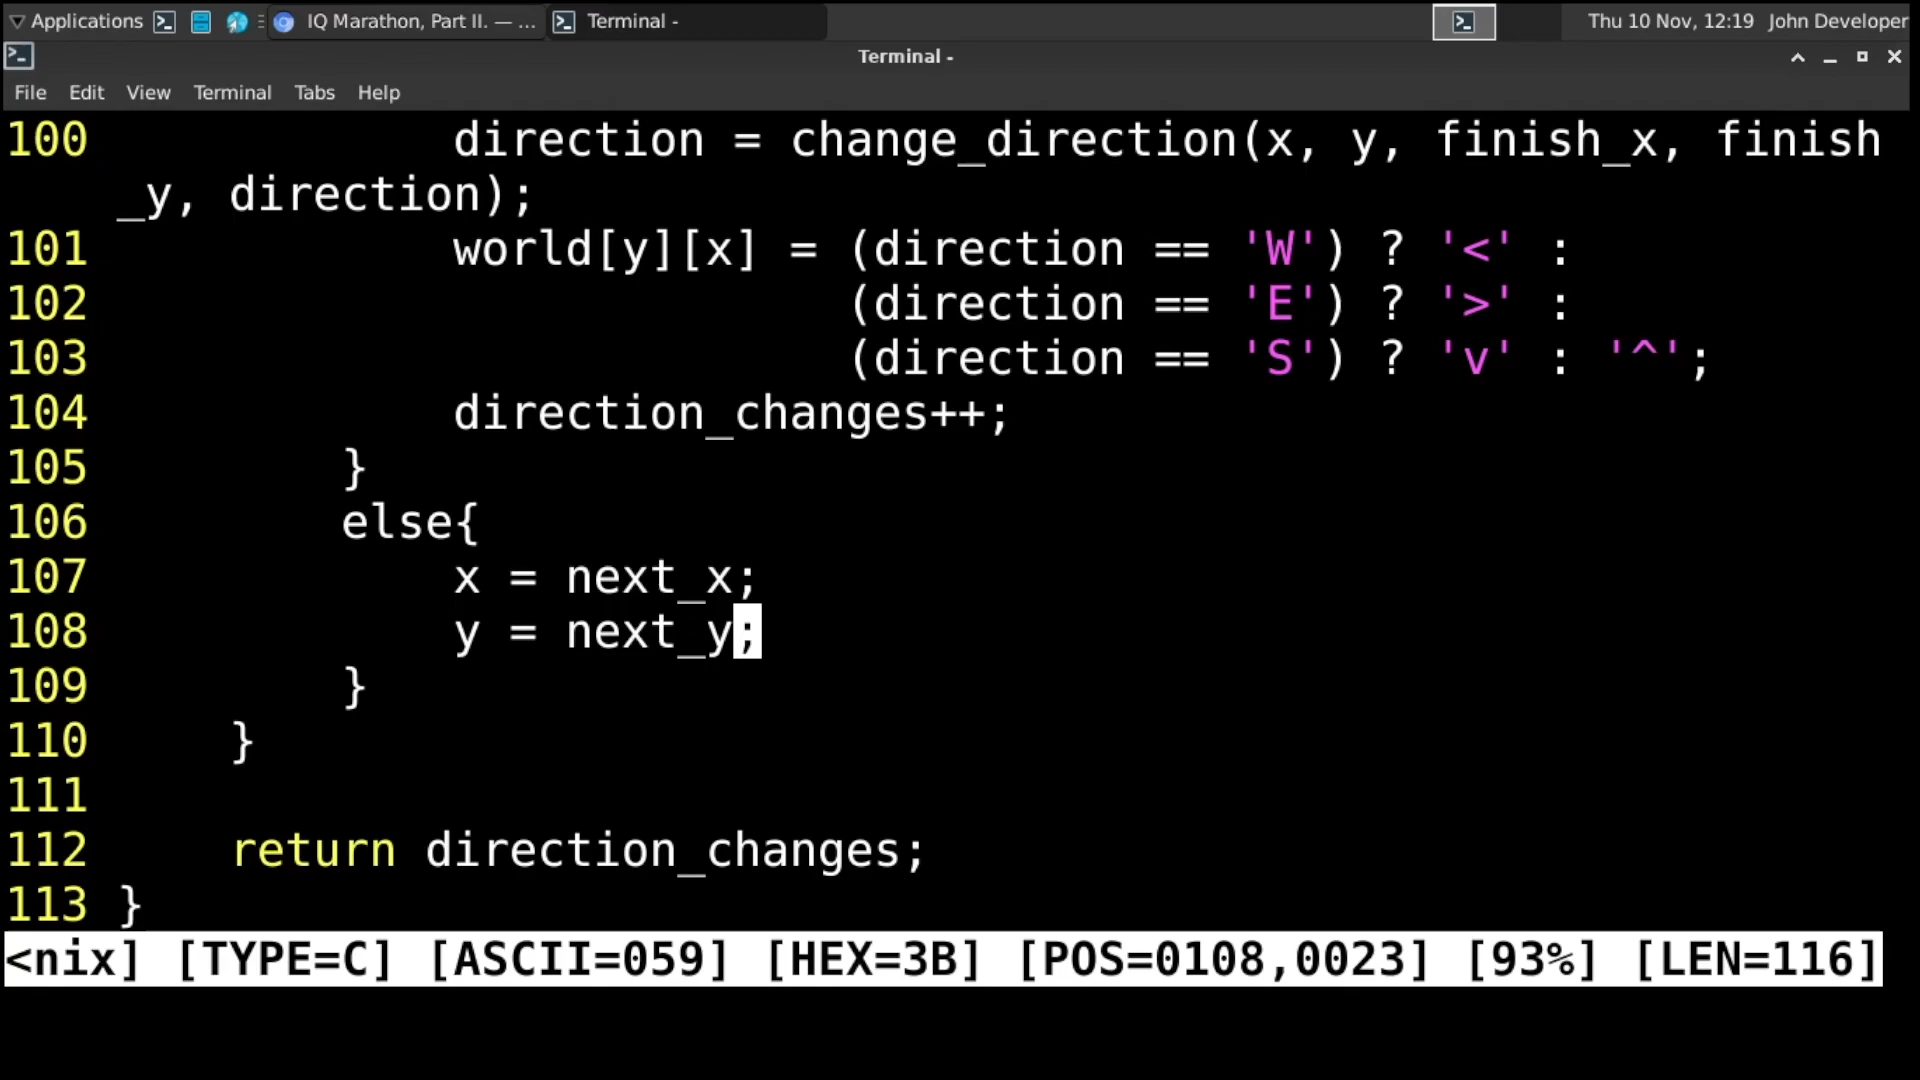 Applications IQ Marathon, Part II. — ... Terminal - Thu 10 Nov, 12:19 John Developer
Terminal -
File Edit View Terminal Tabs Help
100 direction = change_direction(x, y, finish_x, finish
_y, direction);
101 world[y][x] = (direction == 'W') ? '<' :
102 (direction == 'E') ? '>' :
103 (direction == 'S') ? 'v' : '^';
104 direction_changes++;
105 }
106 else{
107 x = next_x;
108 y = next_y;
109 }
110 }
111
112 return direction_changes;
113 }
<nix] [TYPE=C] [ASCII=059] [HEX=3B] [POS=0108,0023] [93%] [LEN=116]